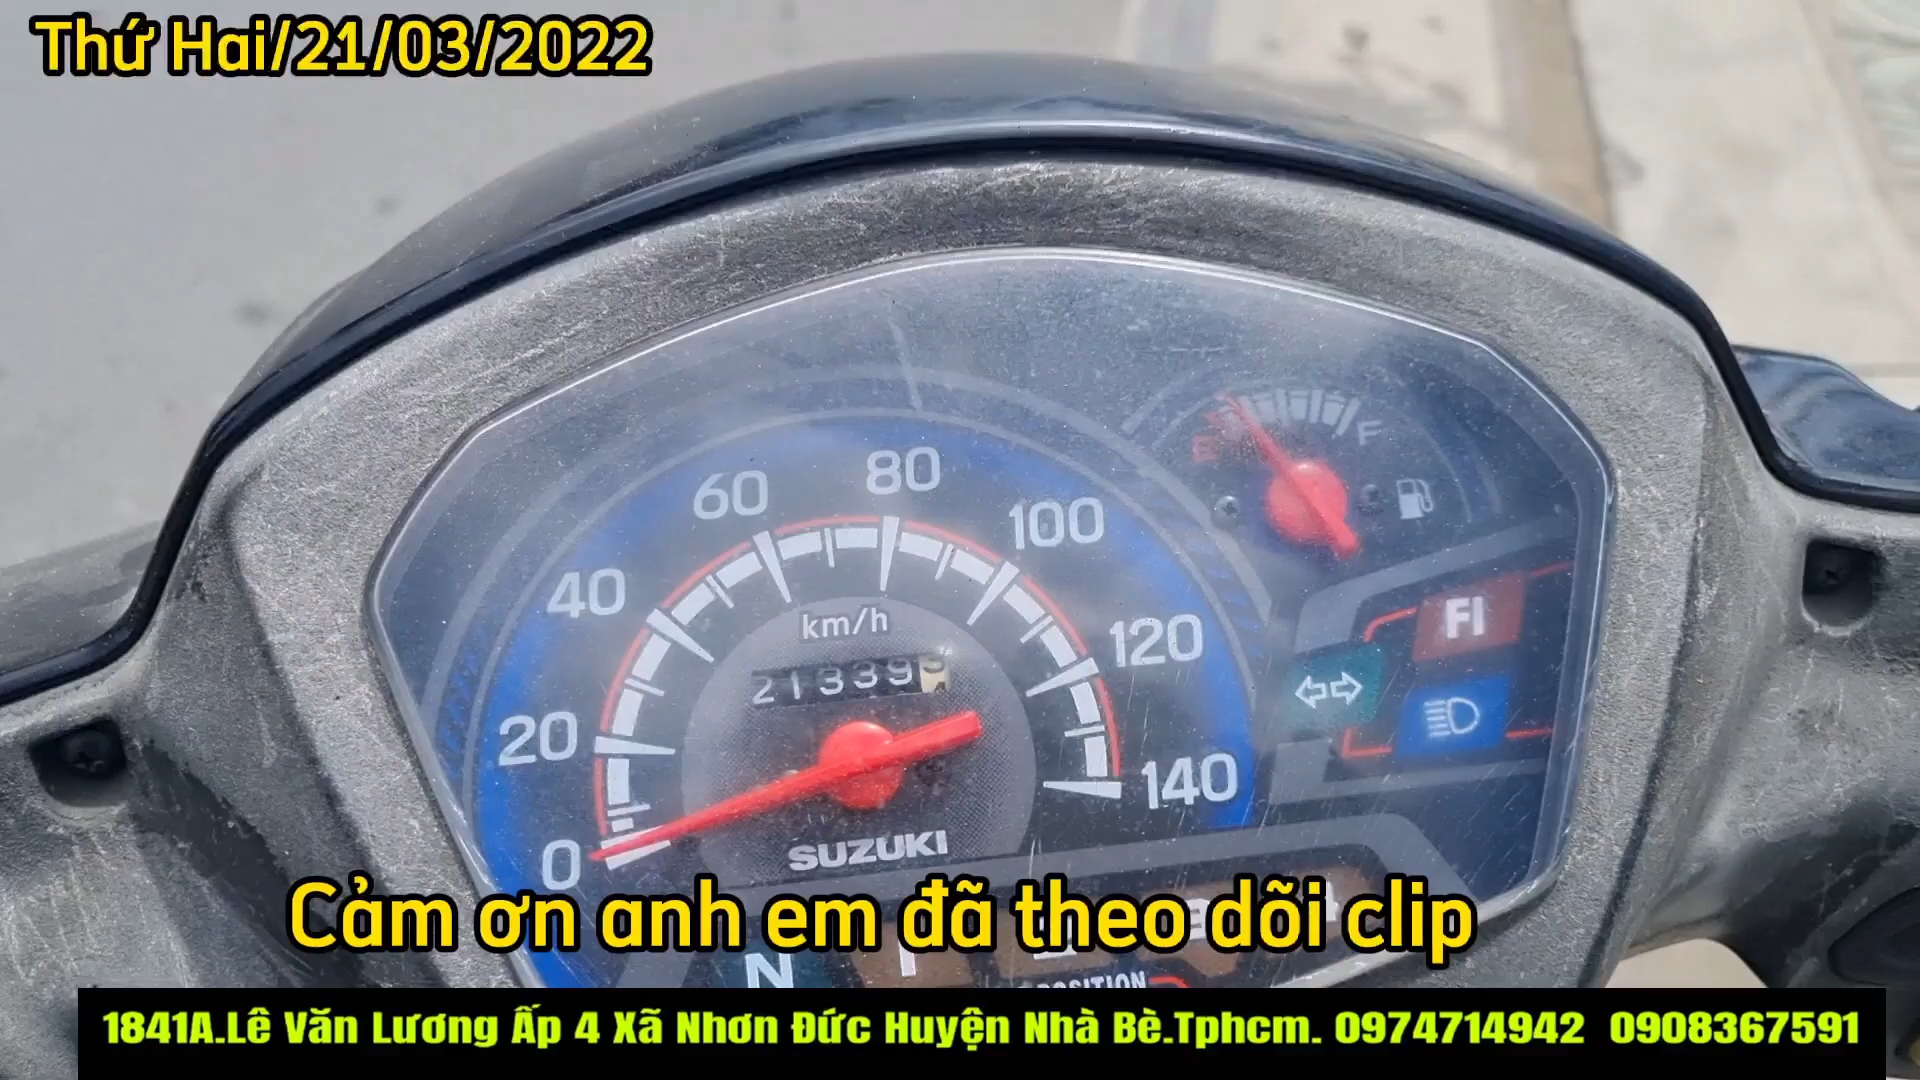 Thứ Hai/21/03/2022
E
F
60
80
100
40
120
km/h
FI
21339
20
140
SUZUKI
0
Cảm ơn anh em đã theo dõi clip
N 1
1841A.Lê Văn Lương Ấp 4 Xã Nhơn Đức Huyện Nhà Bè.Tphcm. 0974714942 0908367591